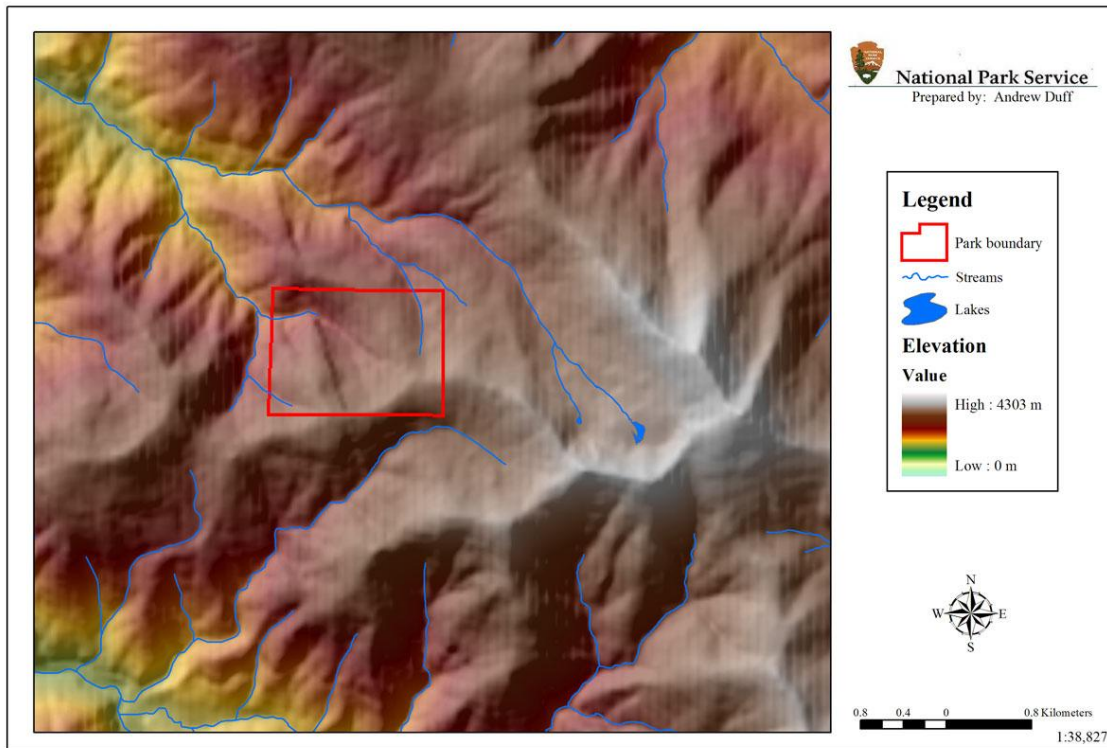 National Park Service
Prepared by: Andrew Duff
Legend
Park boundary
Streams
Lakes
Elevation
Value
High : 4303 m
Low : 0 m
N
W E
S
0.8 0.4 0 0.8 Kilometers
1:38,827